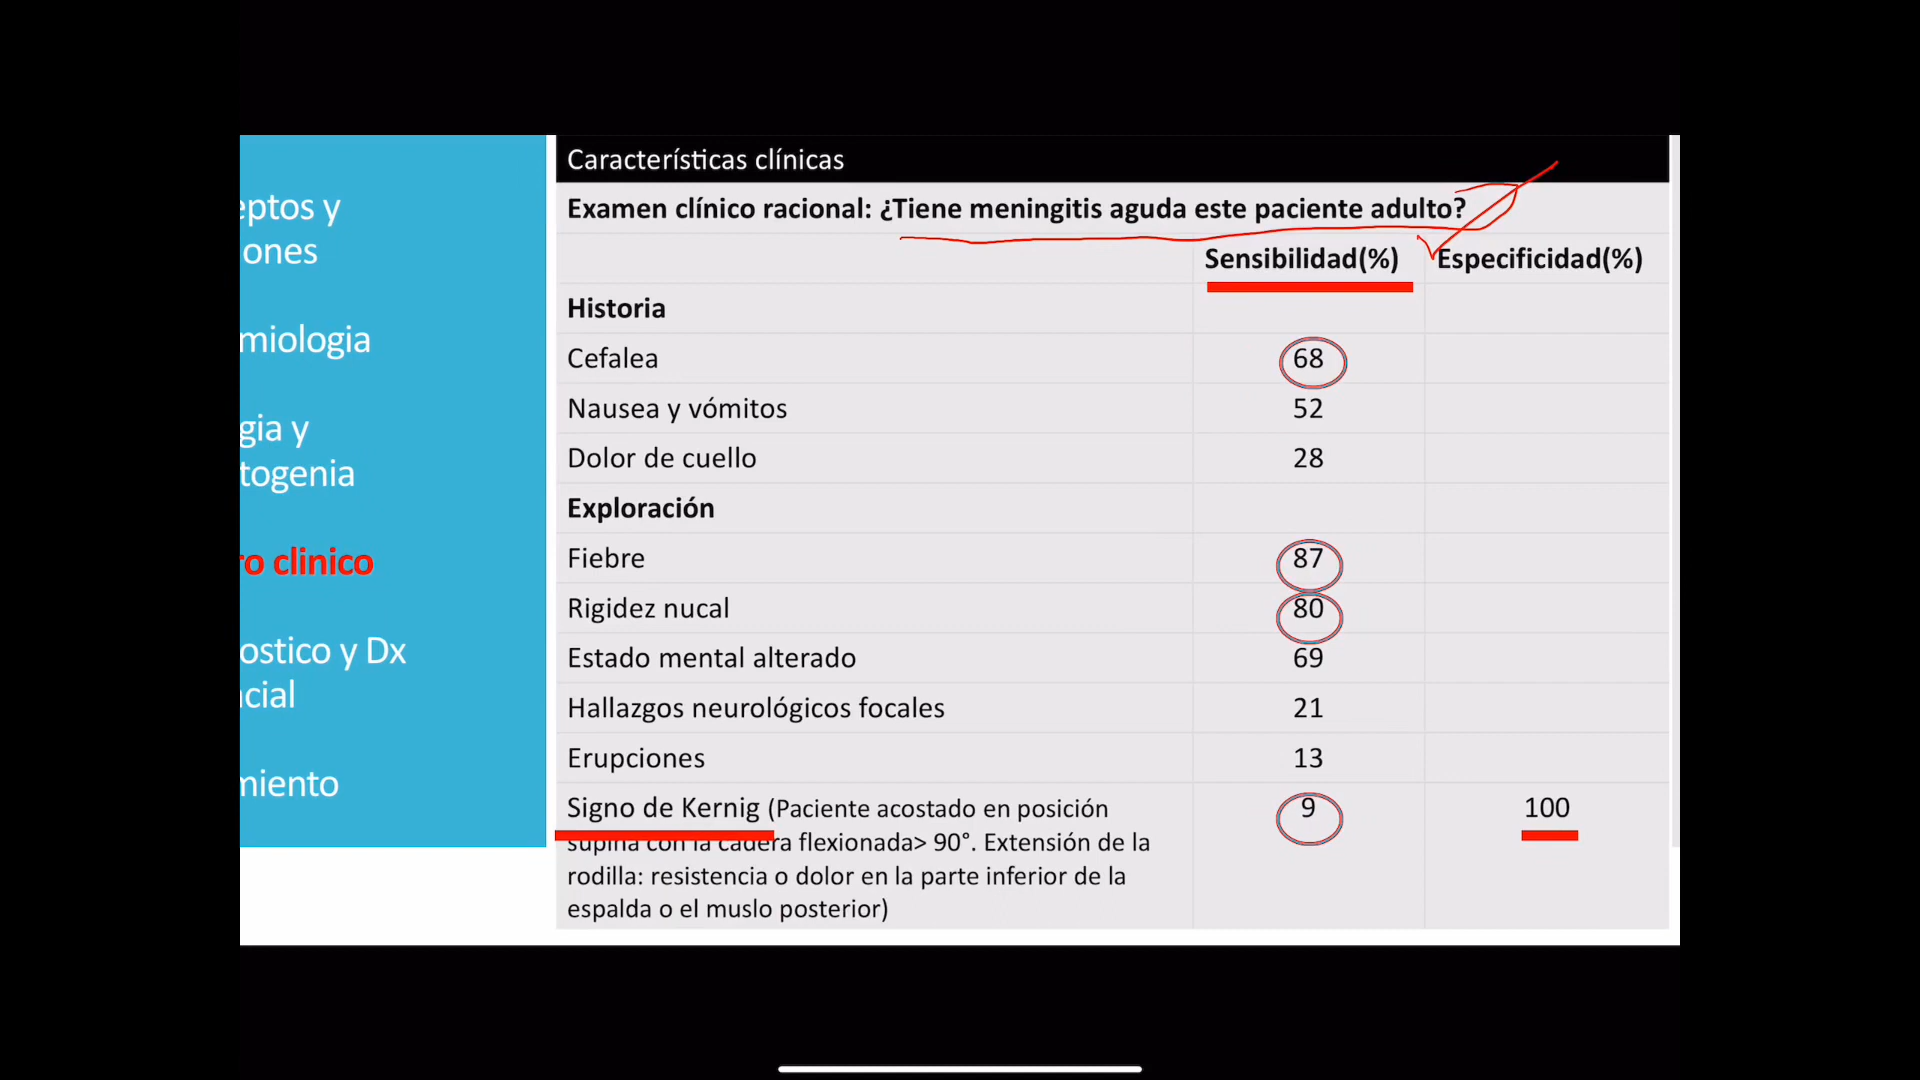 eptos y
ones
miologia
gia y
togenia
ro clinico
ostico y Dx
cial
miento
Características clínicas
Examen clínico racional: ¿Tiene meningitis aguda este paciente adulto?
Sensibilidad(%) Especificidad(%)
Historia
Cefalea 68
Nausea y vómitos 52
Dolor de cuello 28
Exploración
Fiebre 87
Rigidez nucal 80
Estado mental alterado 69
Hallazgos neurológicos focales 21
Erupciones 13
Signo de Kernig (Paciente acostado en posición 9 100
supina con la cadera flexionada> 90°. Extensión de la
rodilla: resistencia o dolor en la parte inferior de la
espalda o el muslo posterior)